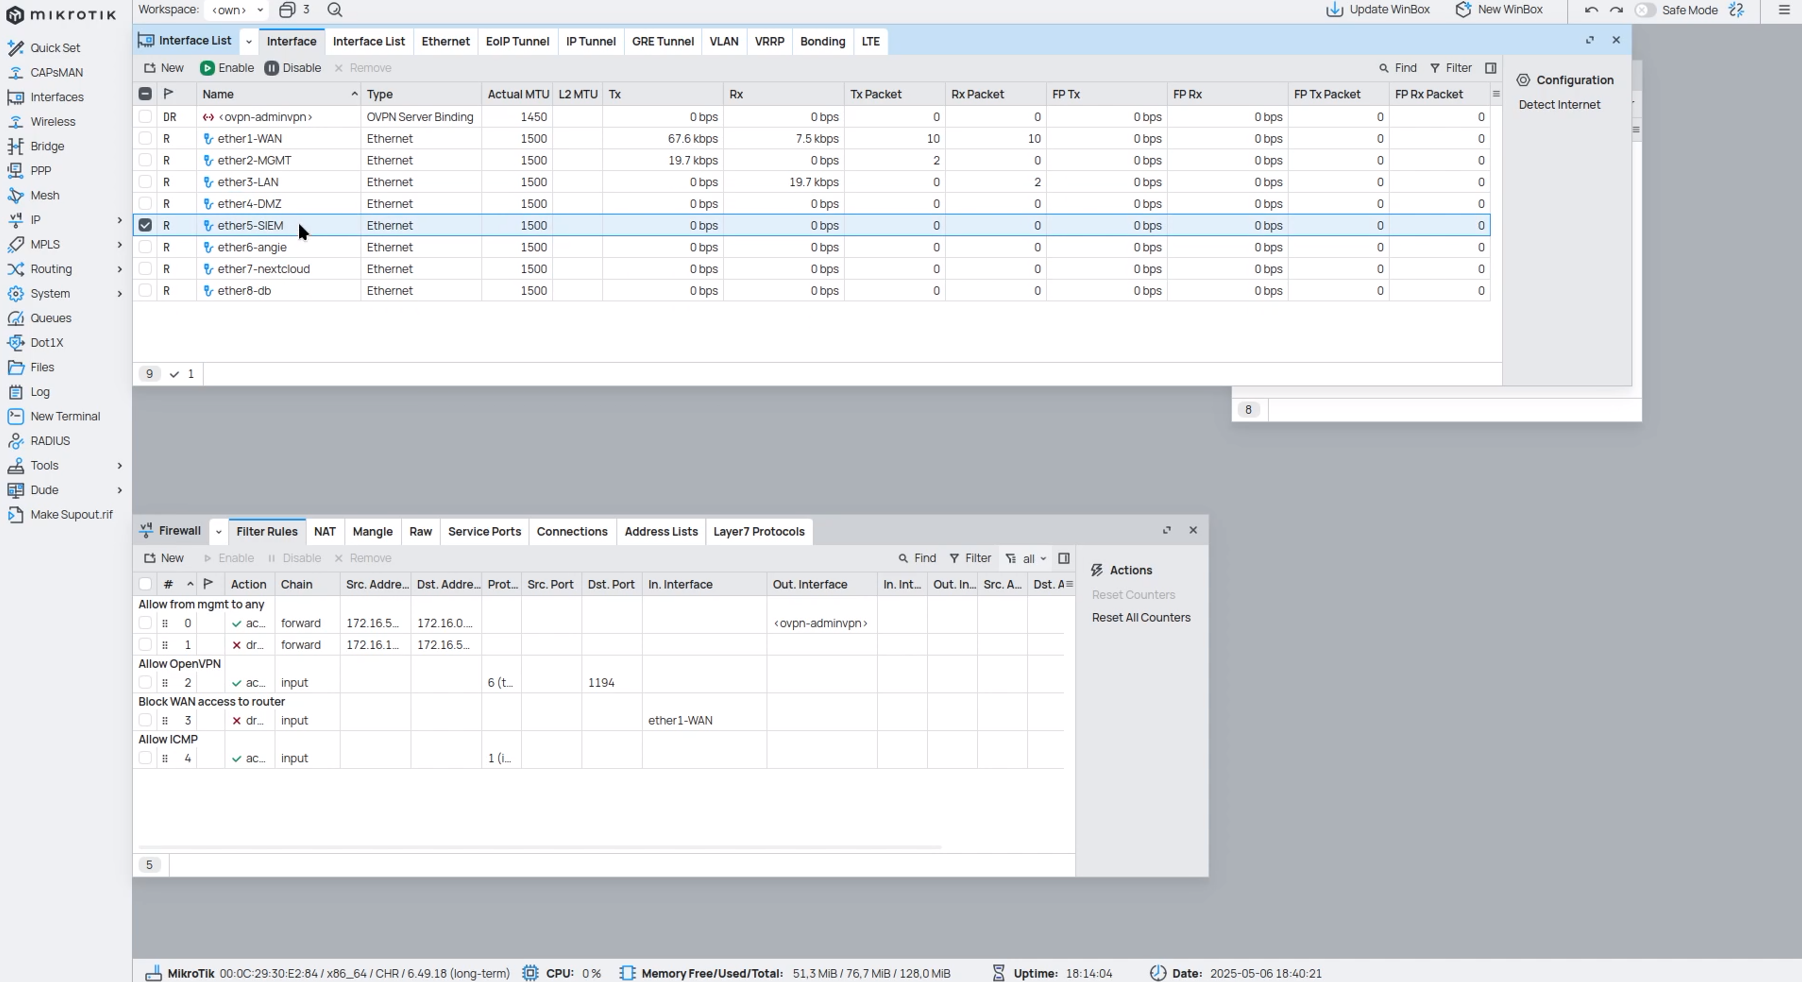 mikrotik
Workspace: <own> 3
Update WinBox New WinBox Safe Mode
Quick Set
CAPsMAN
Interfaces
Wireless
Bridge
PPP
Mesh
IP
MPLS
Routing
System
Queues
Dot1X
Files
Log
New Terminal
RADIUS
Tools
Dude
Make Supout.rif
Interface List Interface Interface List Ethernet EoIP Tunnel IP Tunnel GRE Tunnel VLAN VRRP Bonding LTE
New Enable Disable Remove Find Filter
Name Type Actual MTU L2 MTU Tx Rx Tx Packet Rx Packet FP Tx FP Rx FP Tx Packet FP Rx Packet
DR <ovpn-adminvpn> OVPN Server Binding 1450 0 bps 0 bps 0 0 0 bps 0 bps 0 0
R ether1-WAN Ethernet 1500 67.6 kbps 7.5 kbps 10 10 0 bps 0 bps 0 0
R ether2-MGMT Ethernet 1500 19.7 kbps 0 bps 2 0 0 bps 0 bps 0 0
R ether3-LAN Ethernet 1500 0 bps 19.7 kbps 0 2 0 bps 0 bps 0 0
R ether4-DMZ Ethernet 1500 0 bps 0 bps 0 0 0 bps 0 bps 0 0
R ether5-SIEM Ethernet 1500 0 bps 0 bps 0 0 0 bps 0 bps 0 0
R ether6-angie Ethernet 1500 0 bps 0 bps 0 0 0 bps 0 bps 0 0
R ether7-nextcloud Ethernet 1500 0 bps 0 bps 0 0 0 bps 0 bps 0 0
R ether8-db Ethernet 1500 0 bps 0 bps 0 0 0 bps 0 bps 0 0
9 1
Configuration
Detect Internet
8
v4 Firewall Filter Rules NAT Mangle Raw Service Ports Connections Address Lists Layer7 Protocols
New Enable Disable Remove Find Filter all
# Action Chain Src. Addre... Dst. Addre... Prot... Src. Port Dst. Port In. Interface Out. Interface In. Int... Out. In... Src. A... Dst. A
Allow from mgmt to any
0 ac... forward 172.16.5... 172.16.0.... <ovpn-adminvpn>
1 dr... forward 172.16.1... 172.16.5...
Allow OpenVPN
2 ac... input 6 (t... 1194
Block WAN access to router
3 dr... input ether1-WAN
Allow ICMP
4 ac... input 1 (i...
5
Actions
Reset Counters
Reset All Counters
MikroTik 00:0C:29:30:E2:84 / x86_64 / CHR / 6.49.18 (long-term) CPU: 0 % Memory Free/Used/Total: 51,3 MiB / 76,7 MiB / 128,0 MiB Uptime: 18:14:04 Date: 2025-05-06 18:40:21